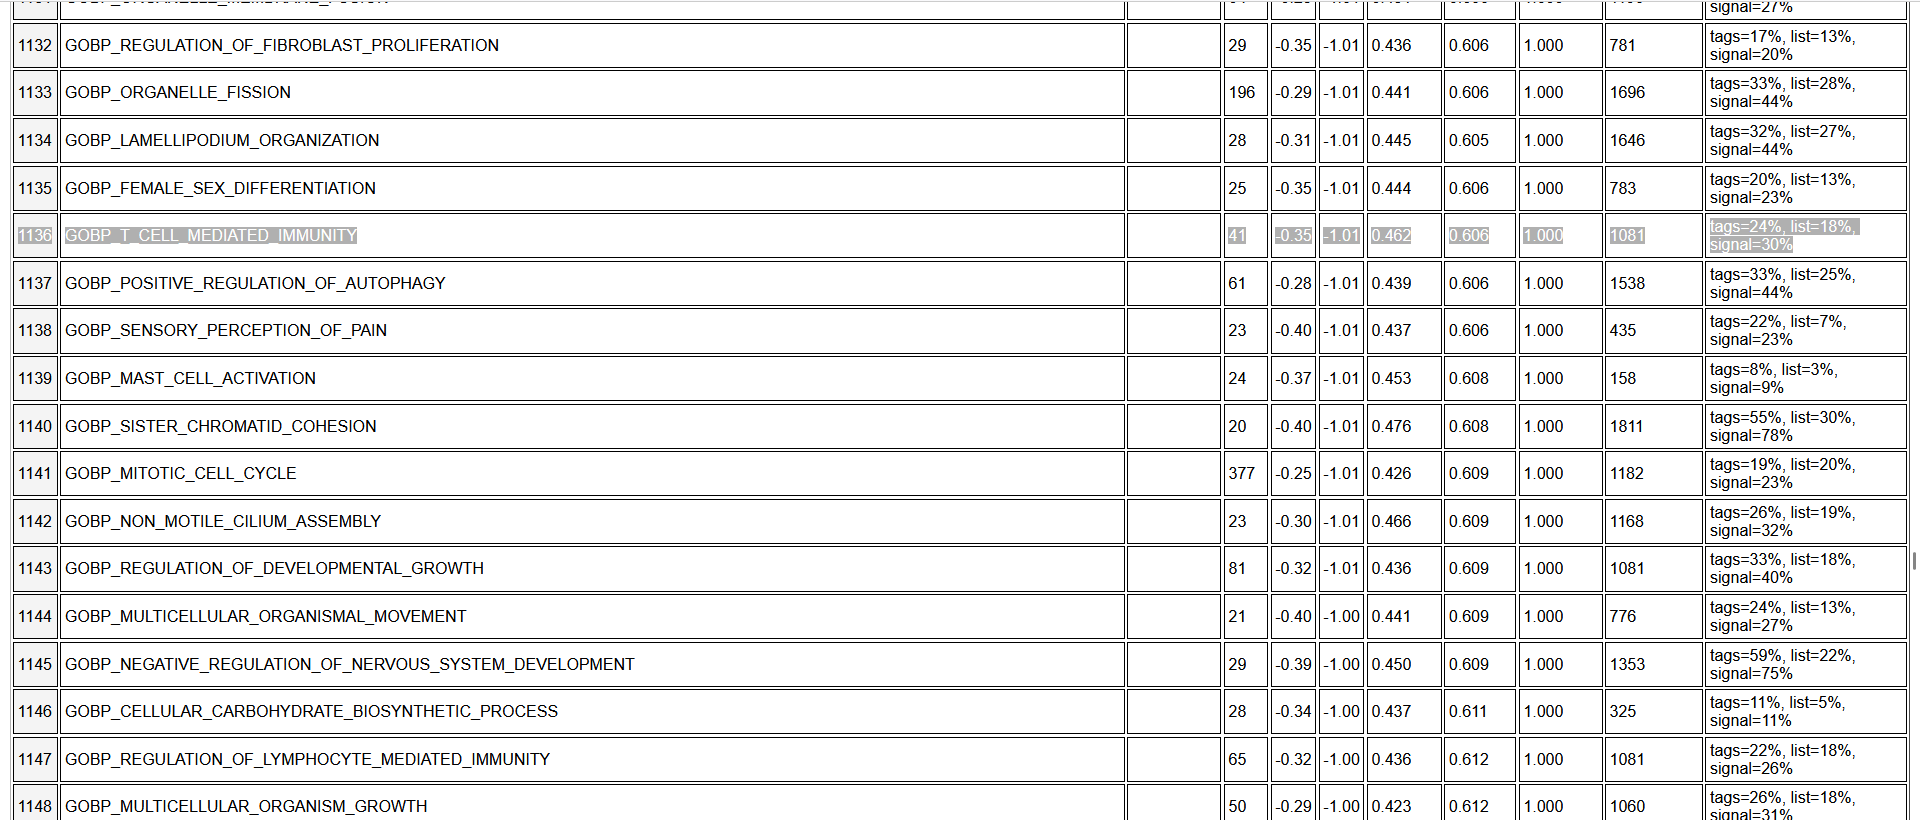 signal=27%
1132 GOBP_REGULATION_OF_FIBROBLAST_PROLIFERATION 29 -0.35 -1.01 0.436 0.606 1.000 781 tags=17%, list=13%,
signal=20%
1133 GOBP_ORGANELLE_FISSION 196 -0.29 -1.01 0.441 0.606 1.000 1696 tags=33%, list=28%,
signal=44%
1134 GOBP_LAMELLIPODIUM_ORGANIZATION 28 -0.31 -1.01 0.445 0.605 1.000 1646 tags=32%, list=27%,
signal=44%
1135 GOBP_FEMALE_SEX_DIFFERENTIATION 25 -0.35 -1.01 0.444 0.606 1.000 783 tags=20%, list=13%,
signal=23%
1136 GOBP_T_CELL_MEDIATED_IMMUNITY 41 -0.35 -1.01 0.462 0.606 1.000 1081 tags=24%, list=18%,
signal=30%
1137 GOBP_POSITIVE_REGULATION_OF_AUTOPHAGY 61 -0.28 -1.01 0.439 0.606 1.000 1538 tags=33%, list=25%,
signal=44%
1138 GOBP_SENSORY_PERCEPTION_OF_PAIN 23 -0.40 -1.01 0.437 0.606 1.000 435 tags=22%, list=7%,
signal=23%
1139 GOBP_MAST_CELL_ACTIVATION 24 -0.37 -1.01 0.453 0.608 1.000 158 tags=8%, list=3%,
signal=9%
1140 GOBP_SISTER_CHROMATID_COHESION 20 -0.40 -1.01 0.476 0.608 1.000 1811 tags=55%, list=30%,
signal=78%
1141 GOBP_MITOTIC_CELL_CYCLE 377 -0.25 -1.01 0.426 0.609 1.000 1182 tags=19%, list=20%,
signal=23%
1142 GOBP_NON_MOTILE_CILIUM_ASSEMBLY 23 -0.30 -1.01 0.466 0.609 1.000 1168 tags=26%, list=19%,
signal=32%
1143 GOBP_REGULATION_OF_DEVELOPMENTAL_GROWTH 81 -0.32 -1.01 0.436 0.609 1.000 1081 tags=33%, list=18%,
signal=40%
1144 GOBP_MULTICELLULAR_ORGANISMAL_MOVEMENT 21 -0.40 -1.00 0.441 0.609 1.000 776 tags=24%, list=13%,
signal=27%
1145 GOBP_NEGATIVE_REGULATION_OF_NERVOUS_SYSTEM_DEVELOPMENT 29 -0.39 -1.00 0.450 0.609 1.000 1353 tags=59%, list=22%,
signal=75%
1146 GOBP_CELLULAR_CARBOHYDRATE_BIOSYNTHETIC_PROCESS 28 -0.34 -1.00 0.437 0.611 1.000 325 tags=11%, list=5%,
signal=11%
1147 GOBP_REGULATION_OF_LYMPHOCYTE_MEDIATED_IMMUNITY 65 -0.32 -1.00 0.436 0.612 1.000 1081 tags=22%, list=18%,
signal=26%
1148 GOBP_MULTICELLULAR_ORGANISM_GROWTH 50 -0.29 -1.00 0.423 0.612 1.000 1060 tags=26%, list=18%,
signal=31%